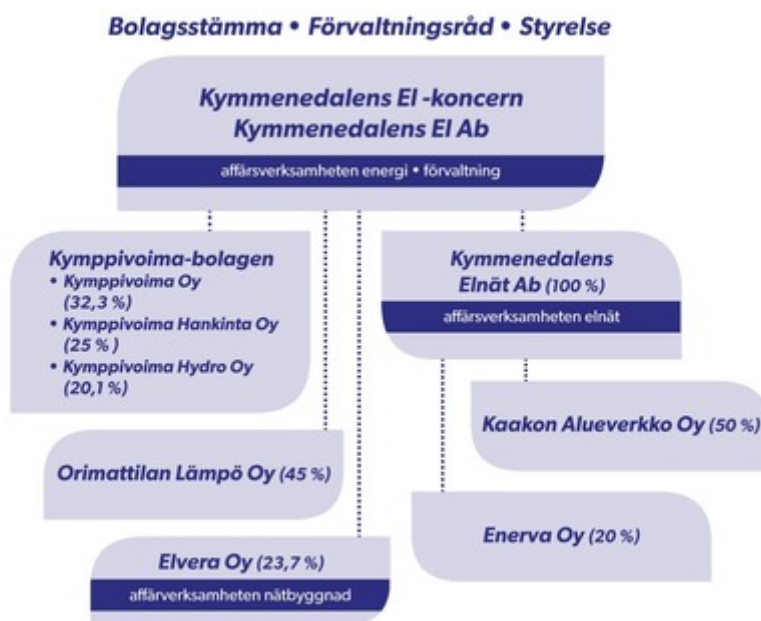 Bolagsstämma • Förvaltningsråd • Styrelse
Kymmenedalens El -koncern
Kymmenedalens El Ab
affärsverksamheten energi • förvaltning
Kymppivoima-bolagen
• Kymppivoima Oy
(32,3 %)
• Kymppivoima Hankinta Oy
(25 % )
• Kymppivoima Hydro Oy
(20,1 %)
Kymmenedalens
Elnät Ab (100 %)
affärsverksamheten elnät
Kaakon Alueverkko Oy (50 %)
Orimattilan Lämpö Oy (45 %)
Enerva Oy (20 %)
Elvera Oy (23,7 %)
affärverksamheten nätbyggnad